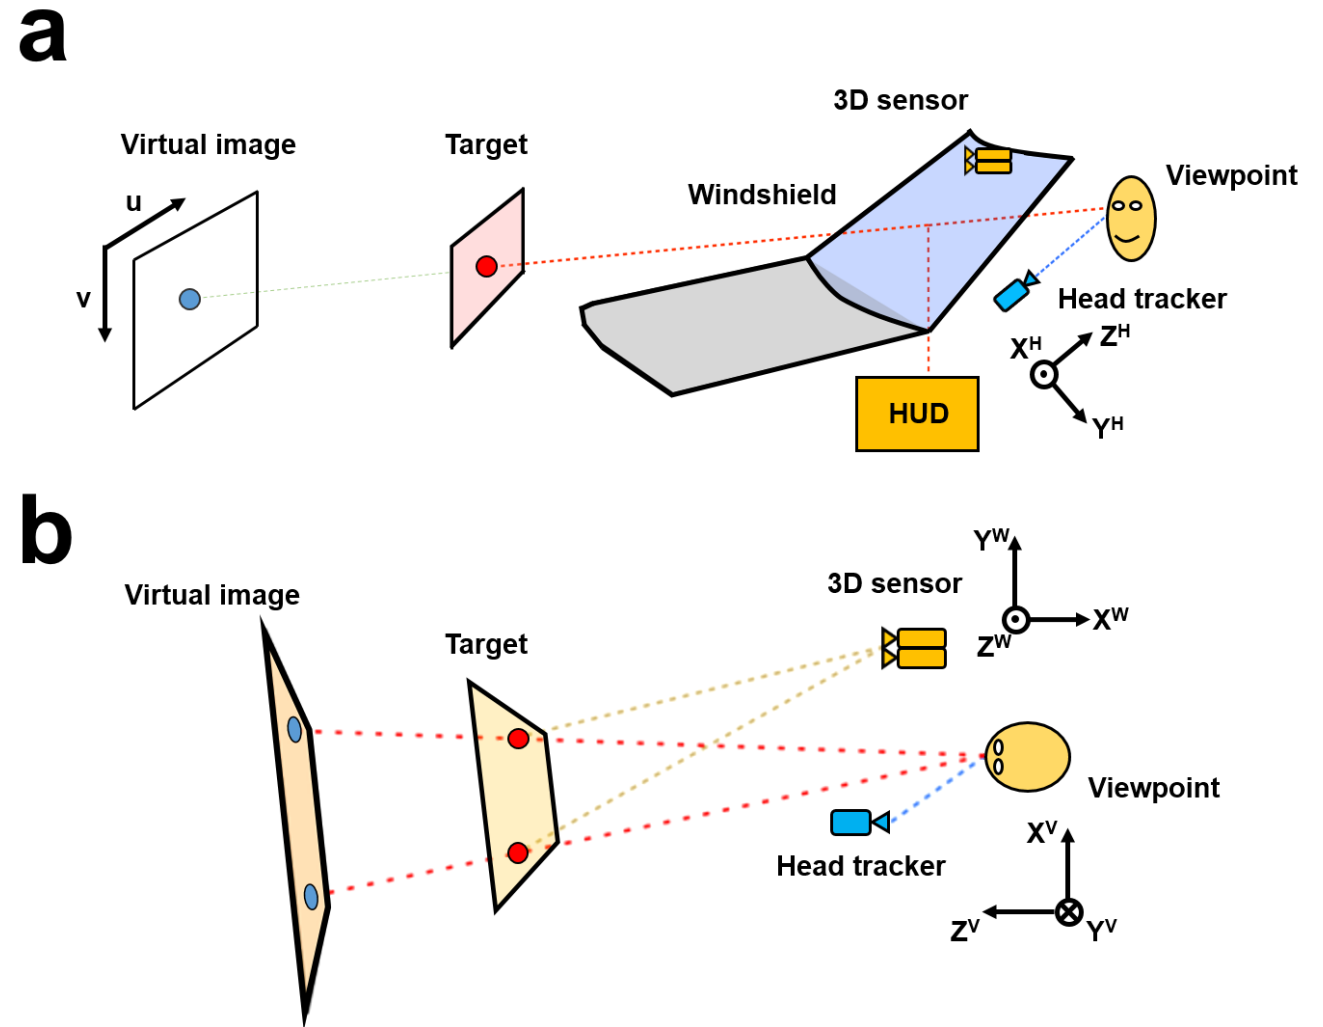 a
3D sensor
Virtual image
Target
Viewpoint
u
Windshield
v
Head tracker
X^H
Z^H
HUD
Y^H
b
Y^W
3D sensor
Virtual image
X^W
Z^W
Target
Viewpoint
X^V
Head tracker
Z^V
Y^V